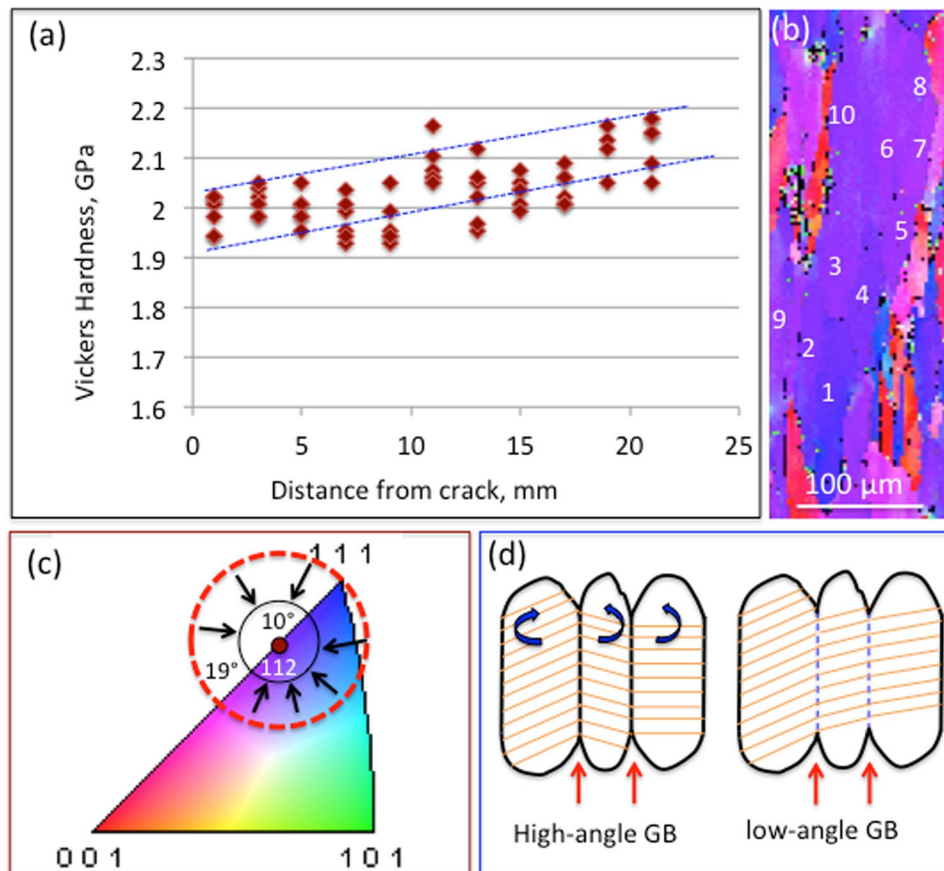 (a)
2.3
2.2
2.1
2
1.9
1.8
1.7
1.6
0 5 10 15 20 25
Vickers Hardness, GPa
Distance from crack, mm
(b)
8
10
6 7
5
3
4
9
2
1
100 µm
(c)
1 1 1
10°
19°
112
0 0 1
1 0 1
(d)
High-angle GB
low-angle GB